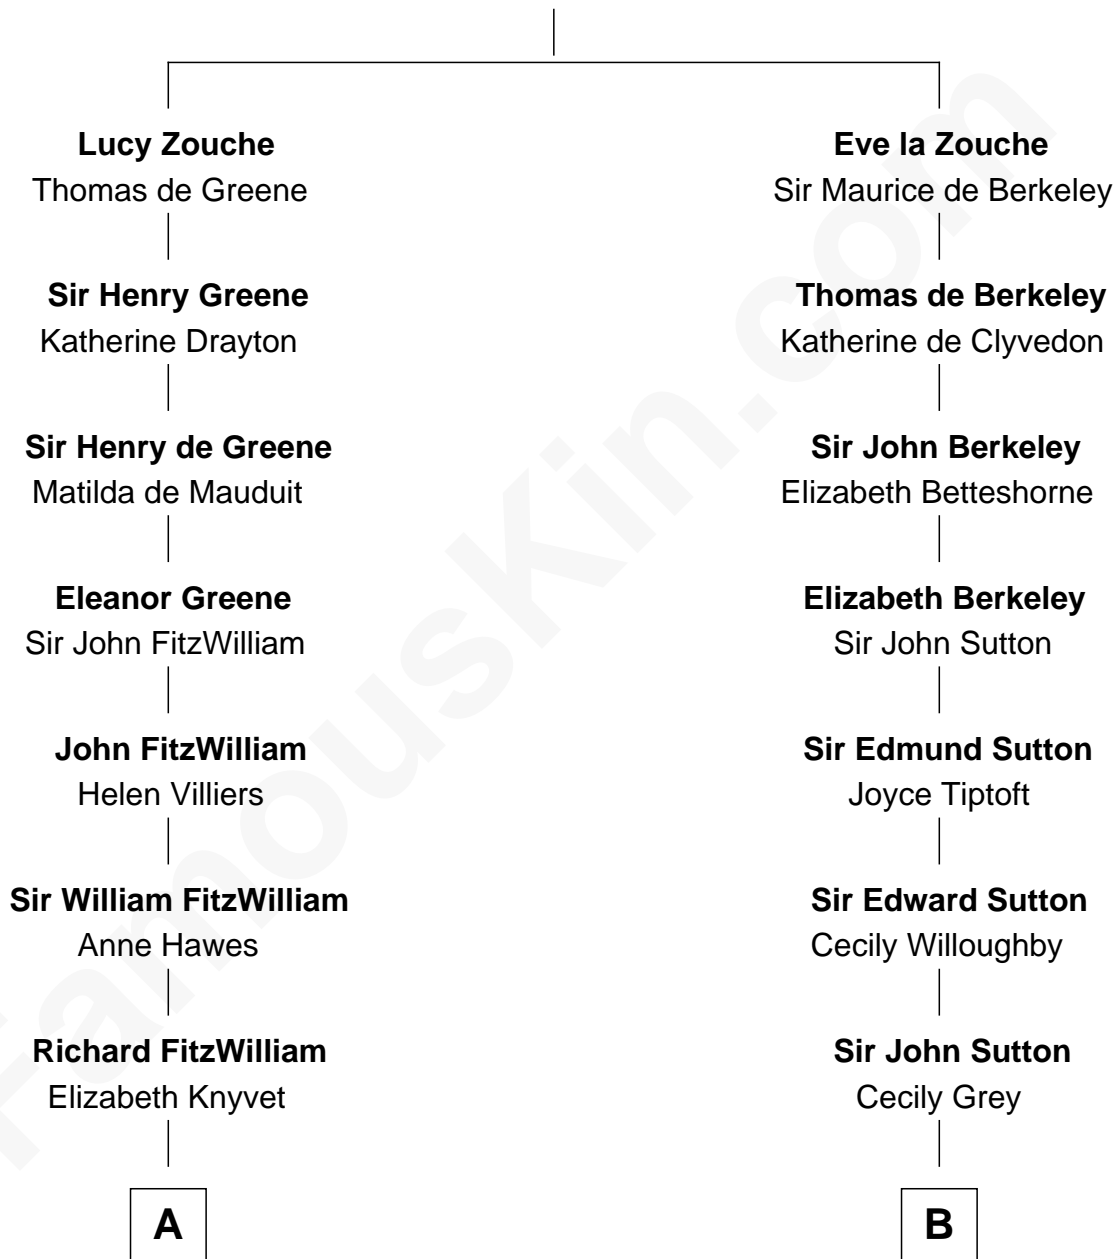 Lucy Zouche
Thomas de Greene
Sir Henry Greene
Katherine Drayton
Sir Henry de Greene
Matilda de Mauduit
Eleanor Greene
Sir John FitzWilliam
John FitzWilliam
Helen Villiers
Sir William FitzWilliam
Anne Hawes
Richard FitzWilliam
Elizabeth Knyvet
A
Eve la Zouche
Sir Maurice de Berkeley
Thomas de Berkeley
Katherine de Clyvedon
Sir John Berkeley
Elizabeth Betteshorne
Elizabeth Berkeley
Sir John Sutton
Sir Edmund Sutton
Joyce Tiptoft
Sir Edward Sutton
Cecily Willoughby
Sir John Sutton
Cecily Grey
B
FamousKin.com